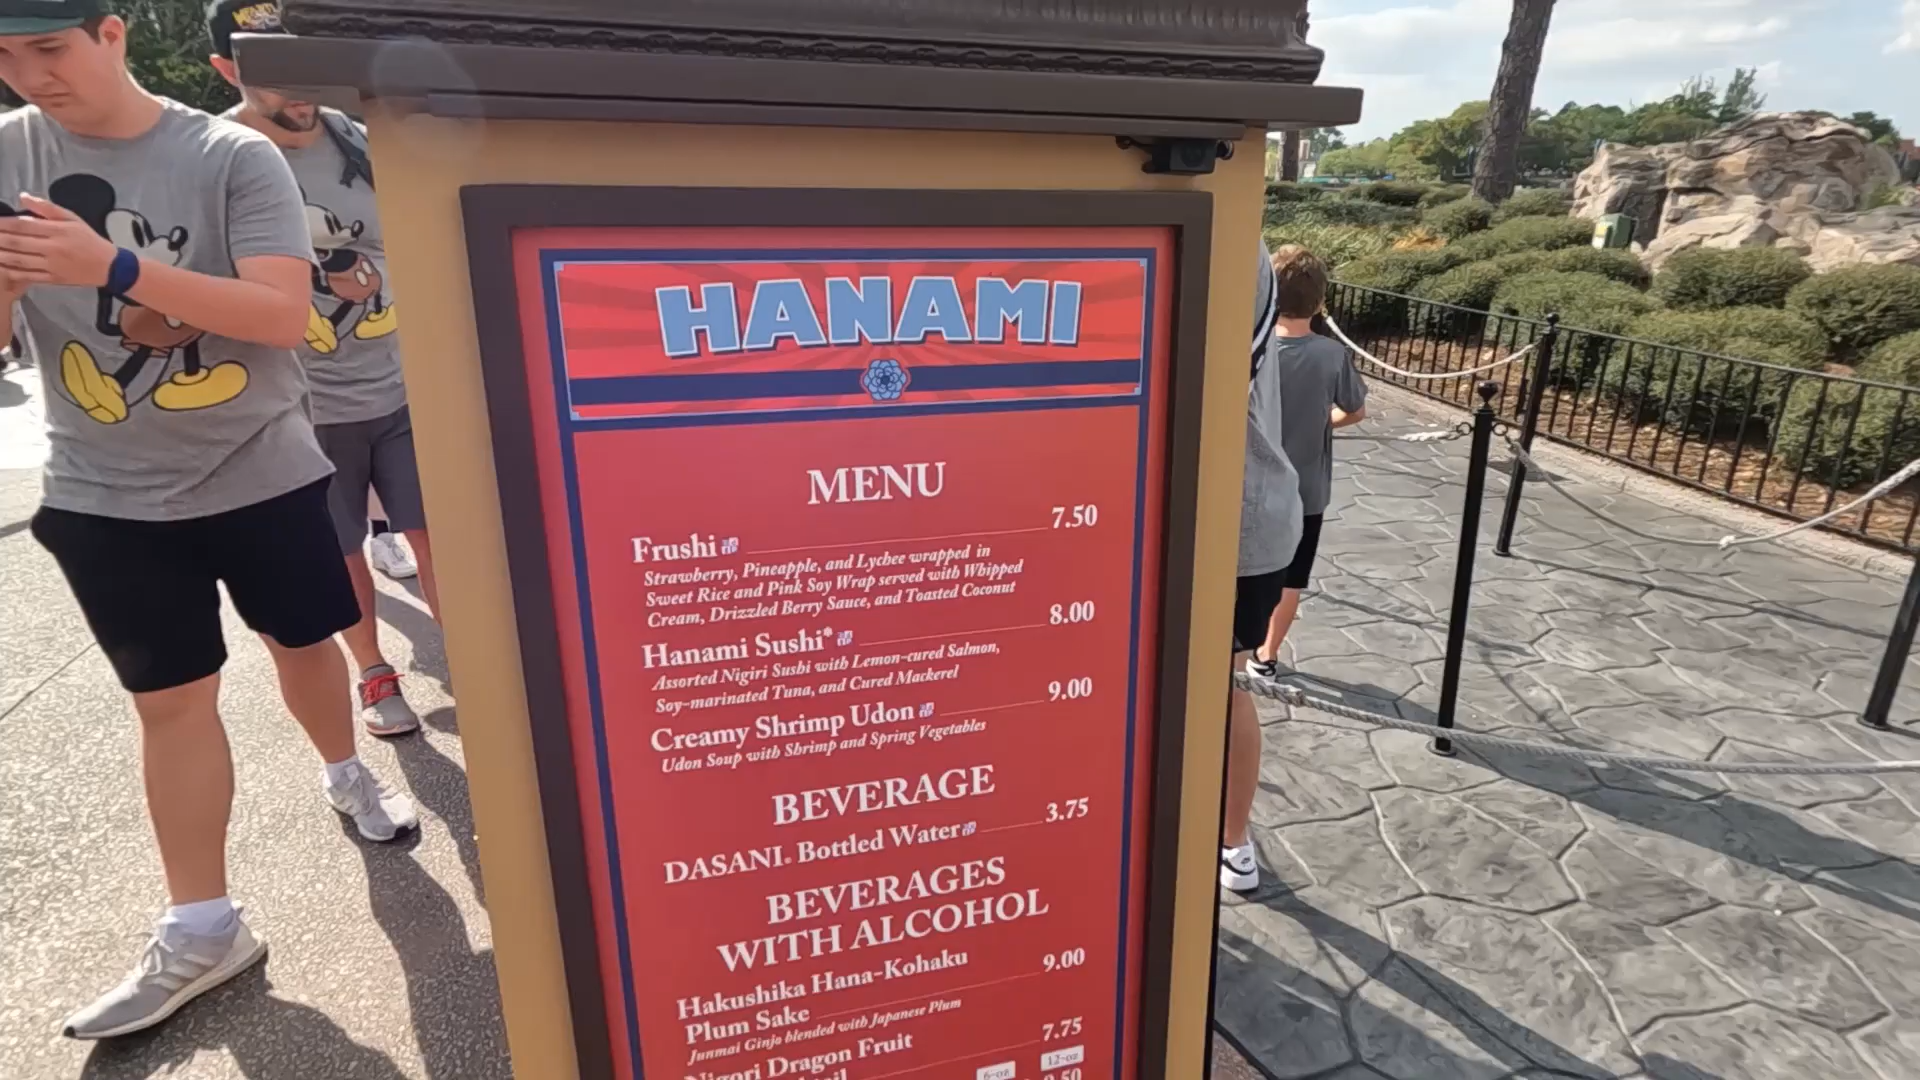 HANAMI
MENU
Frushi 7.50
Strawberry, Pineapple, and Lychee wrapped in
Sweet Rice and Pink Soy Wrap served with Whipped
Cream, Drizzled Berry Sauce, and Toasted Coconut
Hanami Sushi* 8.00
Assorted Nigiri Sushi with Lemon-cured Salmon,
Soy-marinated Tuna, and Cured Mackerel
Creamy Shrimp Udon 9.00
Udon Soup with Shrimp and Spring Vegetables
BEVERAGE
DASANI® Bottled Water 3.75
BEVERAGES
WITH ALCOHOL
Hakushika Hana-Kohaku
Plum Sake 9.00
Junmai Ginjo blended with Japanese Plum
Nigori Dragon Fruit 7.75
6-oz 12-oz